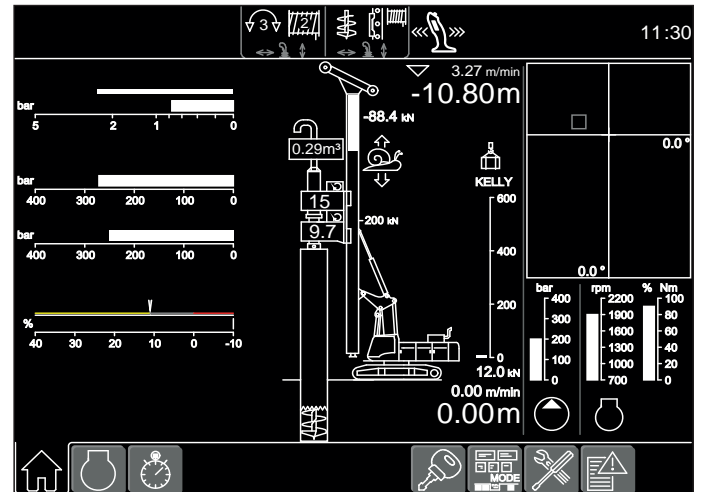 3 2 11:30
3.27 m/min
-10.80m
bar
5 2 1 0
-88.4 kN
0.29m³
0.0 °
KELLY
bar
400 300 200 100 0
15
600
200 kN
9.7
bar
400 300 200 100 0
400
0.0 °
bar rpm % Nm
400 2200 100
300 1900 80
200 1600 60
1300 40
100 1000 20
0 700 0
200
%
40 30 20 10 0 -10
0
12.0 kN
0.00 m/min
0.00m
MODE